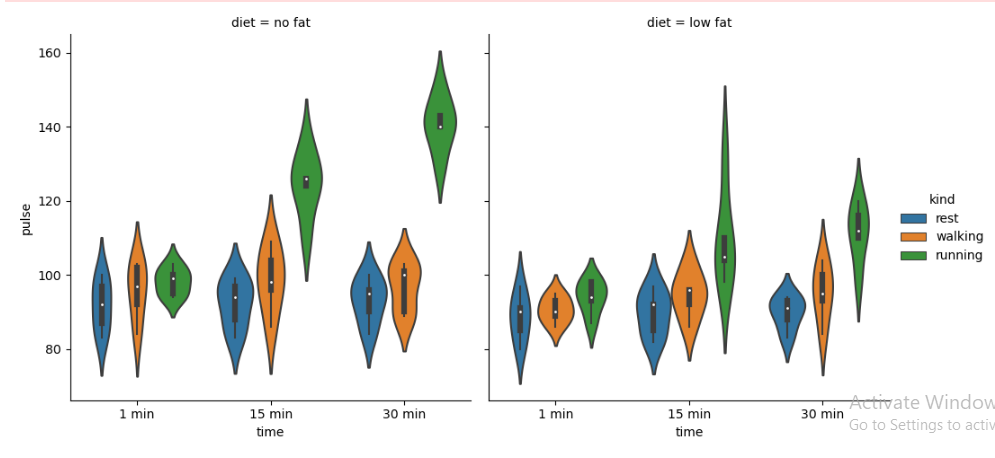 diet = no fat
diet = low fat
160
140
120
100
80
pulse
1 min
15 min
30 min
time
1 min
15 min
30 min
time
kind
rest
walking
running
Activate Window
Go to Settings to activ